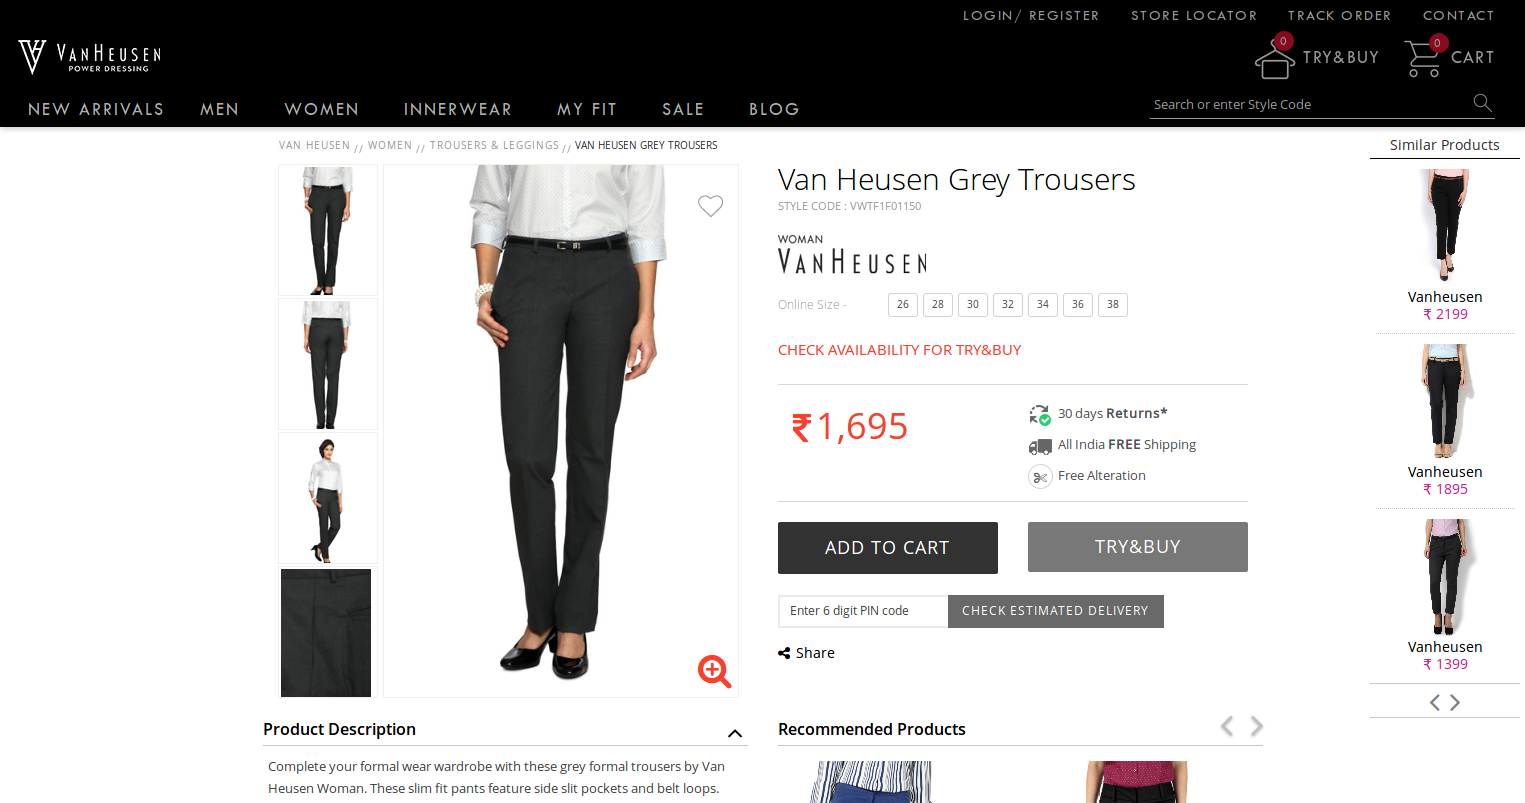 LOGIN/ REGISTER STORE LOCATOR TRACK ORDER CONTACT
VANHEUSEN
POWER DRESSING
0 TRY&BUY 0 CART
NEW ARRIVALS MEN WOMEN INNERWEAR MY FIT SALE BLOG
Search or enter Style Code
VAN HEUSEN // WOMEN // TROUSERS & LEGGINGS // VAN HEUSEN GREY TROUSERS
Van Heusen Grey Trousers
STYLE CODE : VWTF1F01150
WOMAN
VANHEUSEN
Online Size - 26 28 30 32 34 36 38
CHECK AVAILABILITY FOR TRY&BUY
₹1,695
30 days Returns*
All India FREE Shipping
Free Alteration
ADD TO CART TRY&BUY
Enter 6 digit PIN code CHECK ESTIMATED DELIVERY
Share
Similar Products
Vanheusen
₹ 2199
Vanheusen
₹ 1895
Vanheusen
₹ 1399
Product Description
Complete your formal wear wardrobe with these grey formal trousers by Van
Heusen Woman. These slim fit pants feature side slit pockets and belt loops.
Recommended Products